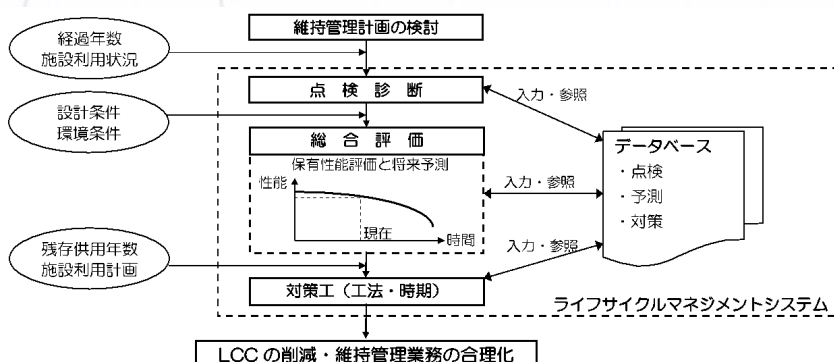 維持管理計画の検討
経過年数
施設利用状況
点検診断
入力・参照
設計条件
環境条件
総合評価
保有性能評価と将来予測
性能
現在
時間
入力・参照
データベース
・点検
・予測
・対策
入力・参照
残存供用年数
施設利用計画
対策工（工法・時期）
ライフサイクルマネジメントシステム
LCCの削減・維持管理業務の合理化